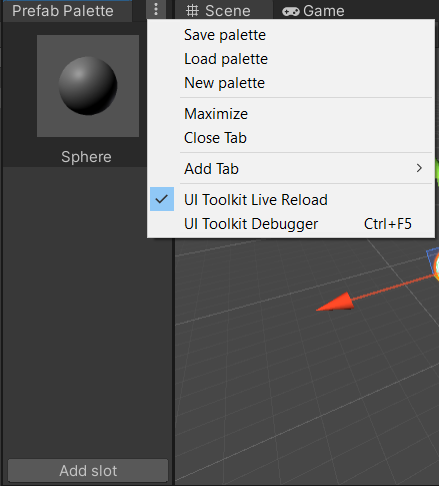 Prefab Palette
Scene
Game
Save palette
Load palette
New palette
Maximize
Close Tab
Add Tab
UI Toolkit Live Reload
UI Toolkit Debugger Ctrl+F5
Sphere
Add slot